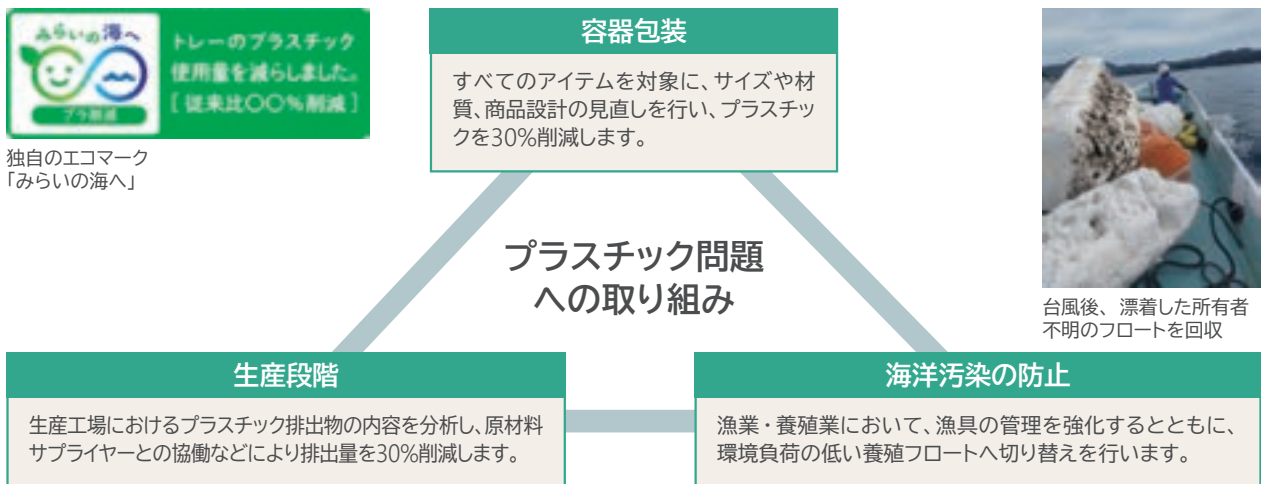 みらいの海へ
プラ削減
トレーのプラスチック
使用量を減らしました。
[従来比〇〇%削減]
独自のエコマーク
「みらいの海へ」
容器包装
すべてのアイテムを対象に、サイズや材
質、商品設計の見直しを行い、プラスチッ
クを30%削減します。
台風後、漂着した所有者
不明のフロートを回収
プラスチック問題
への取り組み
生産段階
生産工場におけるプラスチック排出物の内容を分析し、原材料
サプライヤーとの協働などにより排出量を30%削減します。
海洋汚染の防止
漁業・養殖業において、漁具の管理を強化するとともに、
環境負荷の低い養殖フロートへ切り替えを行います。